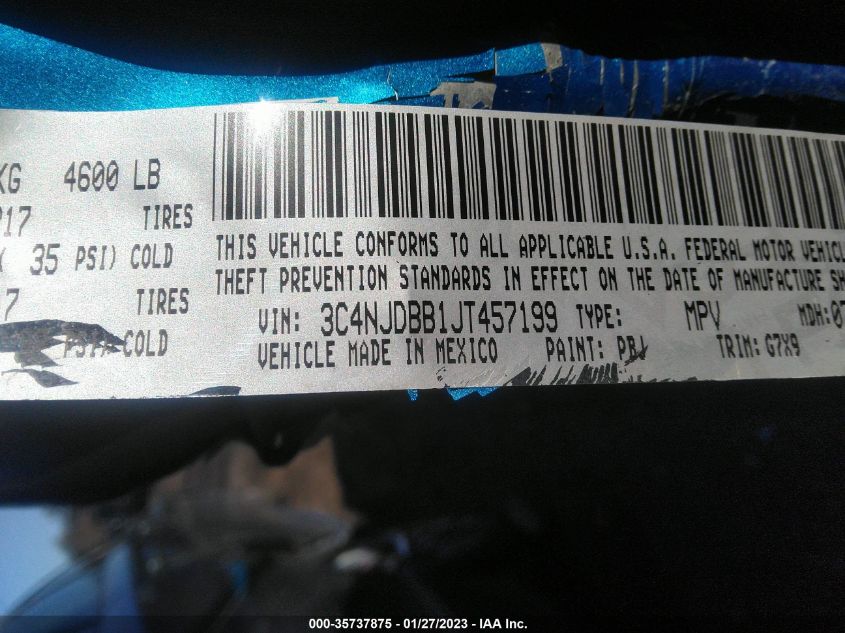 KG 4600 LB
17 TIRES
35 PSI) COLD
7 TIRES
PSI) COLD
THIS VEHICLE CONFORMS TO ALL APPLICABLE U.S.A. FEDERAL MOTOR VEHICL
THEFT PREVENTION STANDARDS IN EFFECT ON THE DATE OF MANUFACTURE SH
VIN: 3C4NJDBB1JT457199 TYPE: MPV MDH:07
VEHICLE MADE IN MEXICO PAINT: PBJ TRIM: G7X9
000-35737875 - 01/27/2023 - IAA Inc.